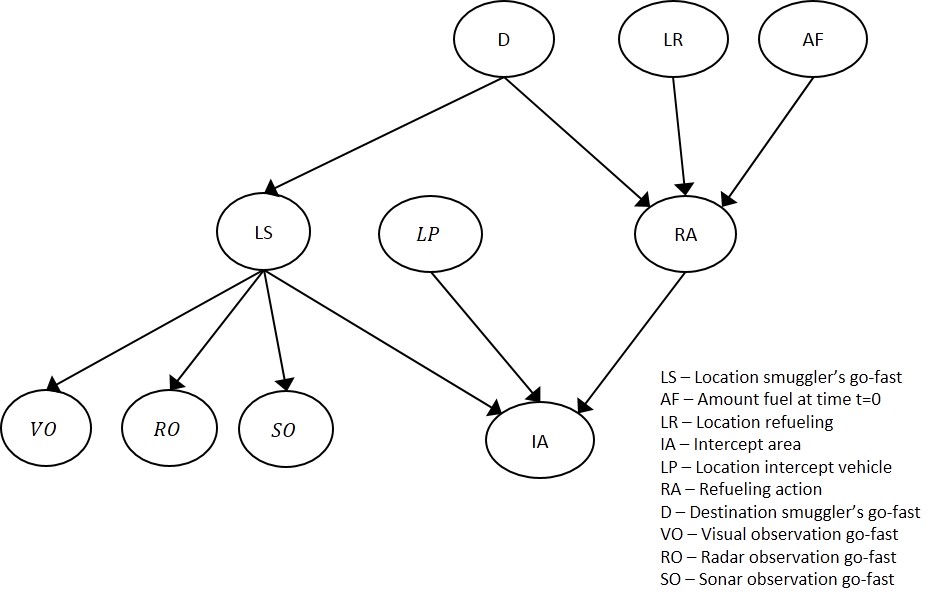 D
LR
AF
LS
LP
RA
VO
RO
SO
IA
LS – Location smuggler’s go-fast
AF – Amount fuel at time t=0
LR – Location refueling
IA – Intercept area
LP – Location intercept vehicle
RA – Refueling action
D – Destination smuggler’s go-fast
VO – Visual observation go-fast
RO – Radar observation go-fast
SO – Sonar observation go-fast